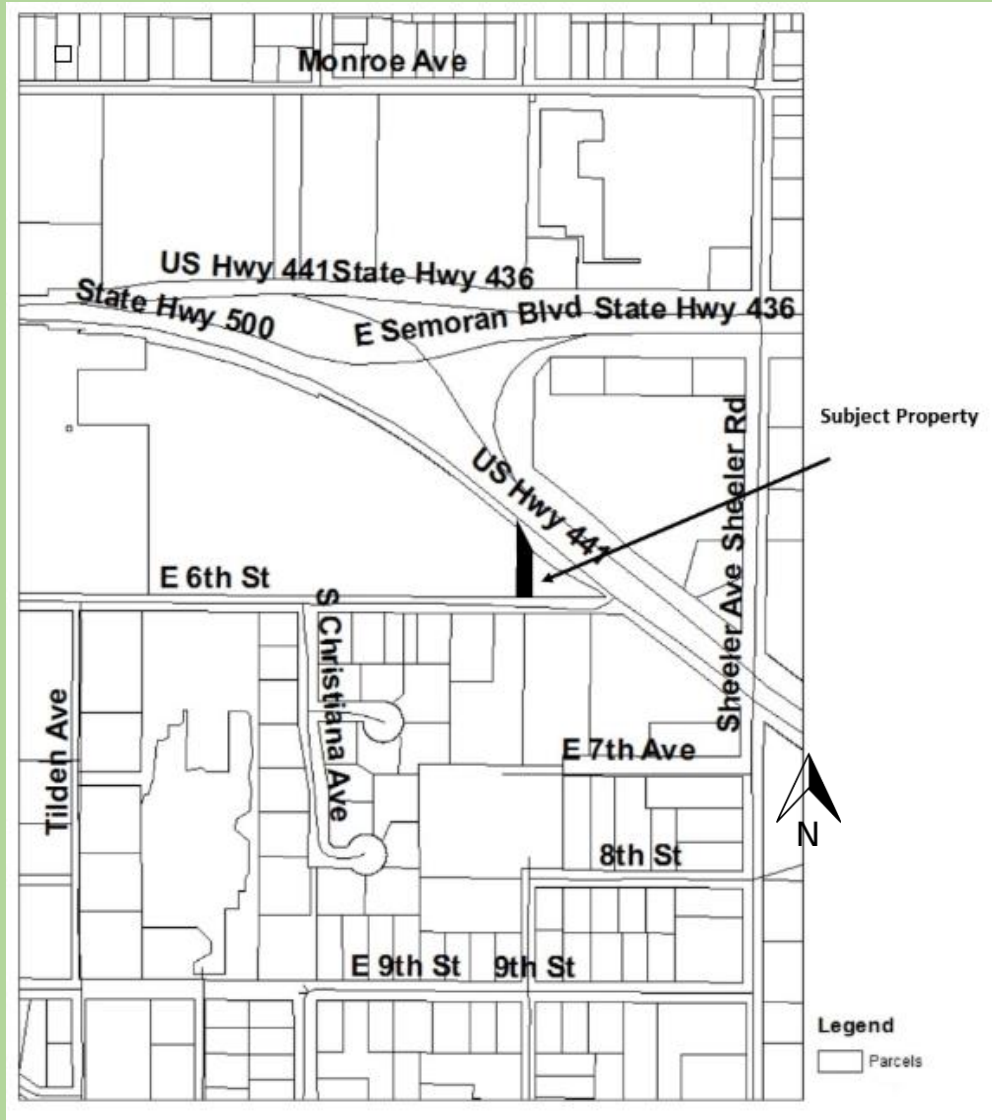 Monroe Ave
US Hwy 441 State Hwy 436
State Hwy 500
E Semoran Blvd State Hwy 436
Subject Property
Sheeler Ave Sheeler Rd
US Hwy 441
E 6th St
S Christiana Ave
Tilden Ave
E 7th Ave
N
8th St
E 9th St 9th St
Legend
Parcels